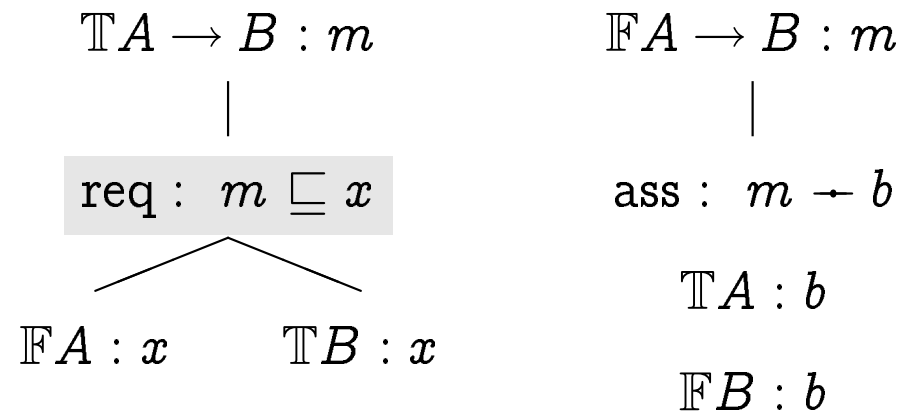 𝕋A → B : m
𝔽A → B : m
req : m ⊑ x
ass : m ⤙ b
𝔽A : x
𝕋B : x
𝕋A : b
𝔽B : b